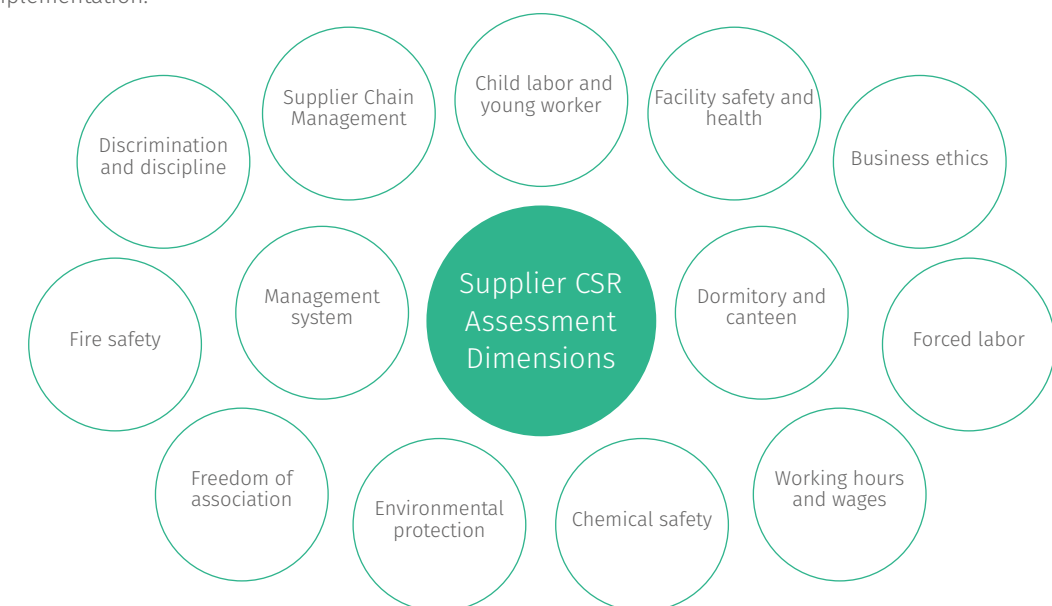 Child labor and
young worker
Supplier Chain
Management
Facility safety and
health
Discrimination
and discipline
Business ethics
Management
system
Supplier CSR
Assessment
Dimensions
Dormitory and
canteen
Fire safety
Forced labor
Freedom of
association
Environmental
protection
Chemical safety
Working hours
and wages